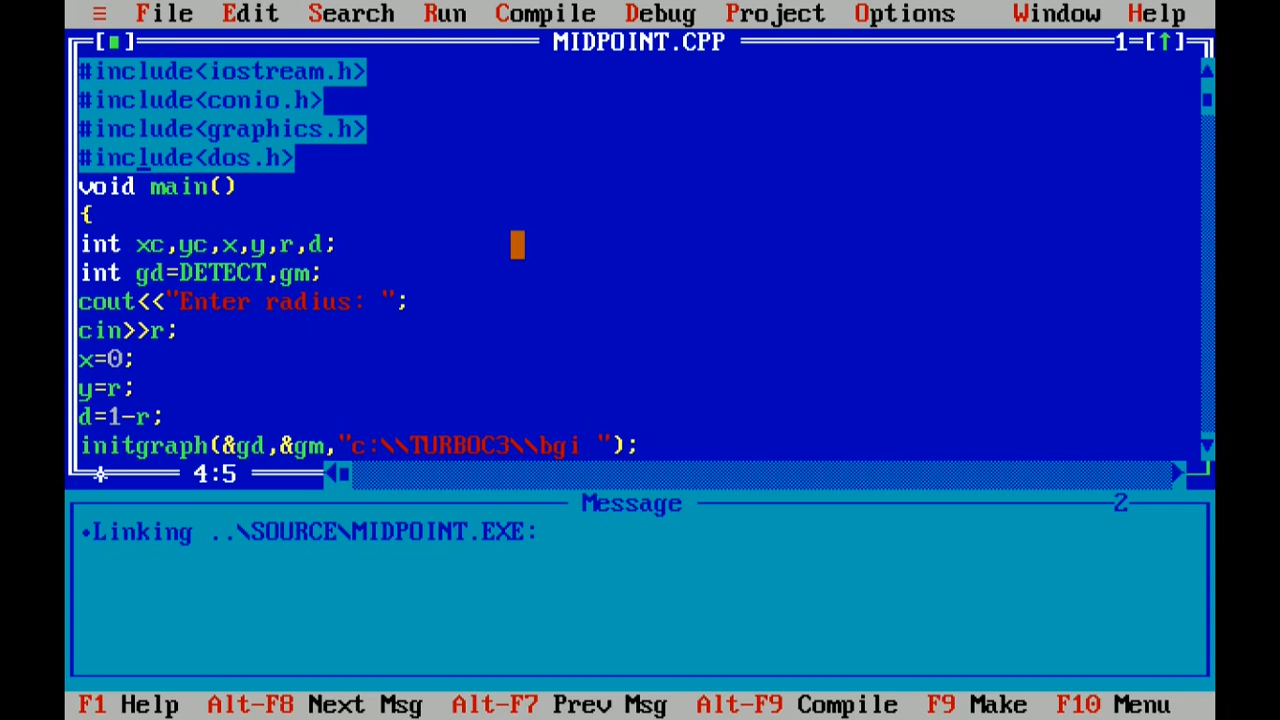 ≡ File Edit Search Run Compile Debug Project Options Window Help
[■] MIDPOINT.CPP 1=[↑]
#include<iostream.h>
#include<conio.h>
#include<graphics.h>
#include<dos.h>
void main()
{
int xc,yc,x,y,r,d;
int gd=DETECT,gm;
cout<<"Enter radius: ";
cin>>r;
x=0;
y=r;
d=1-r;
initgraph(&gd,&gm,"c:\\TURBOC3\\bgi ");
4:5
Message 2
•Linking ..\SOURCE\MIDPOINT.EXE:
F1 Help Alt-F8 Next Msg Alt-F7 Prev Msg Alt-F9 Compile F9 Make F10 Menu